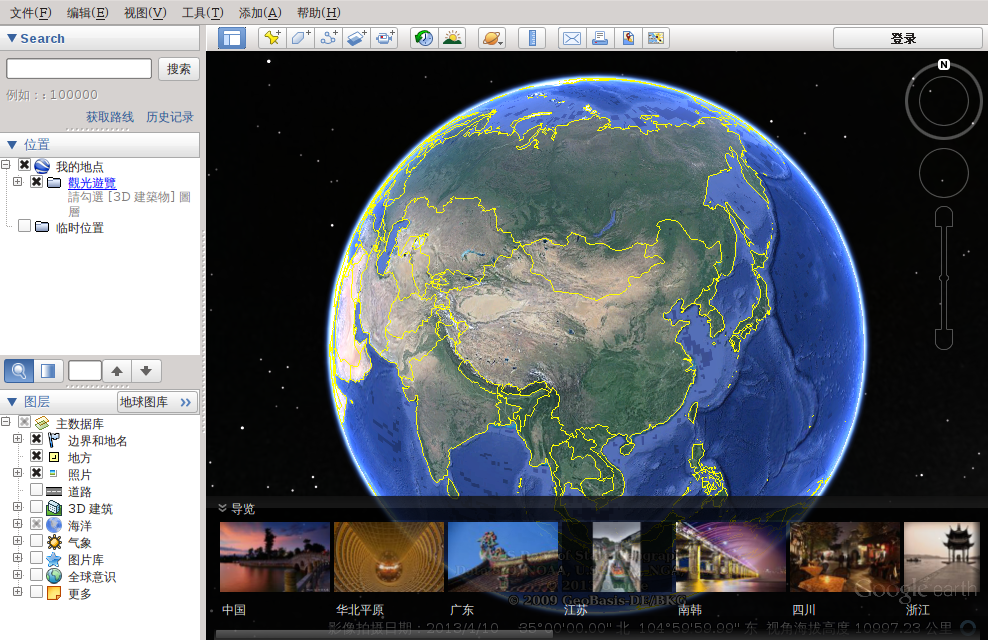 文件(F) 编辑(E) 视图(V) 工具(T) 添加(A) 帮助(H)
Search
登录
搜索
例如：: 100000
获取路线 历史记录
位置
我的地点
觀光遊覽
請勾選 [3D 建築物] 圖
層
临时位置
图层
地球图库 »
主数据库
边界和地名
地方
照片
道路
3D 建筑
海洋
气象
图片库
全球意识
更多
N
导览
中国 华北平原 广东 江苏 南韩 四川 浙江
© 2009 GeoBasis-DE/BKG
Google earth
影像拍摄日期：2013/4/10 35°00'00.00" 北 104°59'59.99" 东 视角海拔高度 10997.23 公里